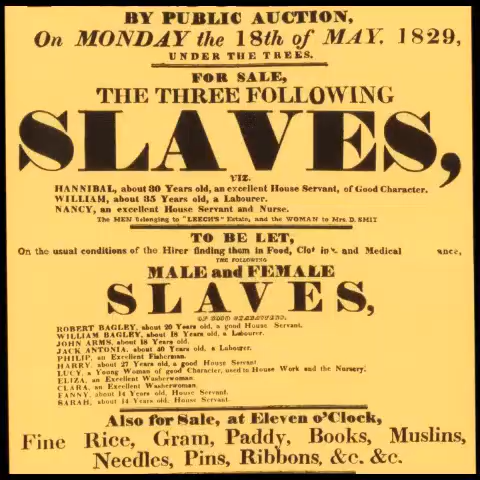 BY PUBLIC AUCTION,
On MONDAY the 18th of MAY. 1829,
UNDER THE TREES.
FOR SALE,
THE THREE FOLLOWING
SLAVES,
VIZ.
HANNIBAL, about 30 Years old, an excellent House Servant, of Good Character.
WILLIAM, about 35 Years old, a Labourer.
NANCY, an excellent House Servant and Nurse.
The MEN belonging to "LEECH'S" Estate, and the WOMAN to Mrs. D. SMIT
TO BE LET,
On the usual conditions of the Hirer finding them in Food, Clot in and Medical ance,
THE FOLLOWING
MALE and FEMALE
SLAVES,
OF GOOD CHARACTERS.
ROBERT BAGLEY, about 20 Years old, a good House Servant.
WILLIAM BAGLEY, about 18 Years old, a Labourer.
JOHN ARMS, about 18 Years old.
JACK ANTONIA, about 40 Years old, a Labourer.
PHILIP, an Excellent Fisherman.
HARRY, about 27 Years old, a good House Servant.
LUCY, a Young Woman of good Character, used to House Work and the Nursery.
ELIZA, an Excellent Washerwoman.
CLARA, an Excellent Washerwoman.
FANNY, about 14 Years old, House Servant.
SARAH, about 14 Years old, House Servant.
Also for Sale, at Eleven o'Clock,
Fine Rice, Gram, Paddy, Books, Muslins,
Needles, Pins, Ribbons, &c. &c.